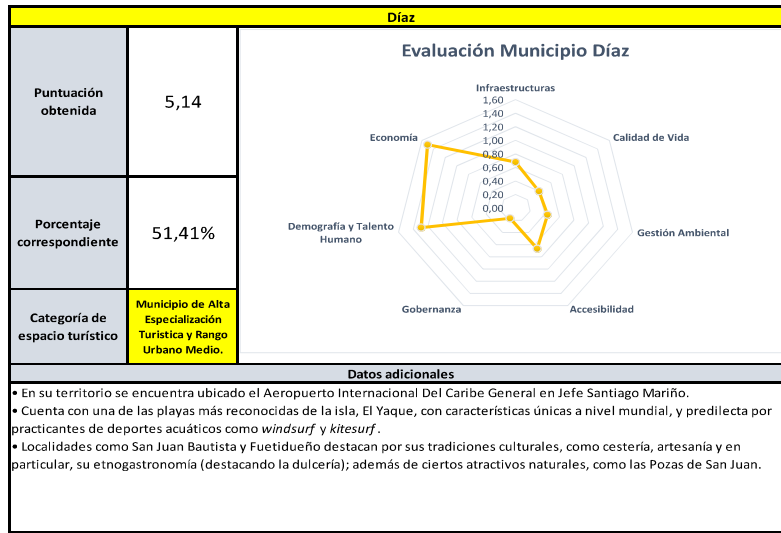 Díaz
Puntuación
obtenida
5,14
Porcentaje
correspondiente
51,41%
Categoría de
espacio turístico
Municipio de Alta
Especialización
Turistica y Rango
Urbano Medio.
Evaluación Municipio Díaz
Infraestructuras
1,60
1,40
1,20
1,00
0,80
0,60
0,40
0,20
0,00
Calidad de Vida
Gestión Ambiental
Accesibilidad
Gobernanza
Demografía y Talento
Humano
Economía
Datos adicionales
• En su territorio se encuentra ubicado el Aeropuerto Internacional Del Caribe General en Jefe Santiago Mariño.
• Cuenta con una de las playas más reconocidas de la isla, El Yaque, con características únicas a nivel mundial, y predilecta por
practicantes de deportes acuáticos como windsurf y kitesurf .
• Localidades como San Juan Bautista y Fuetidueño destacan por sus tradiciones culturales, como cestería, artesanía y en
particular, su etnogastronomía (destacando la dulcería); además de ciertos atractivos naturales, como las Pozas de San Juan.